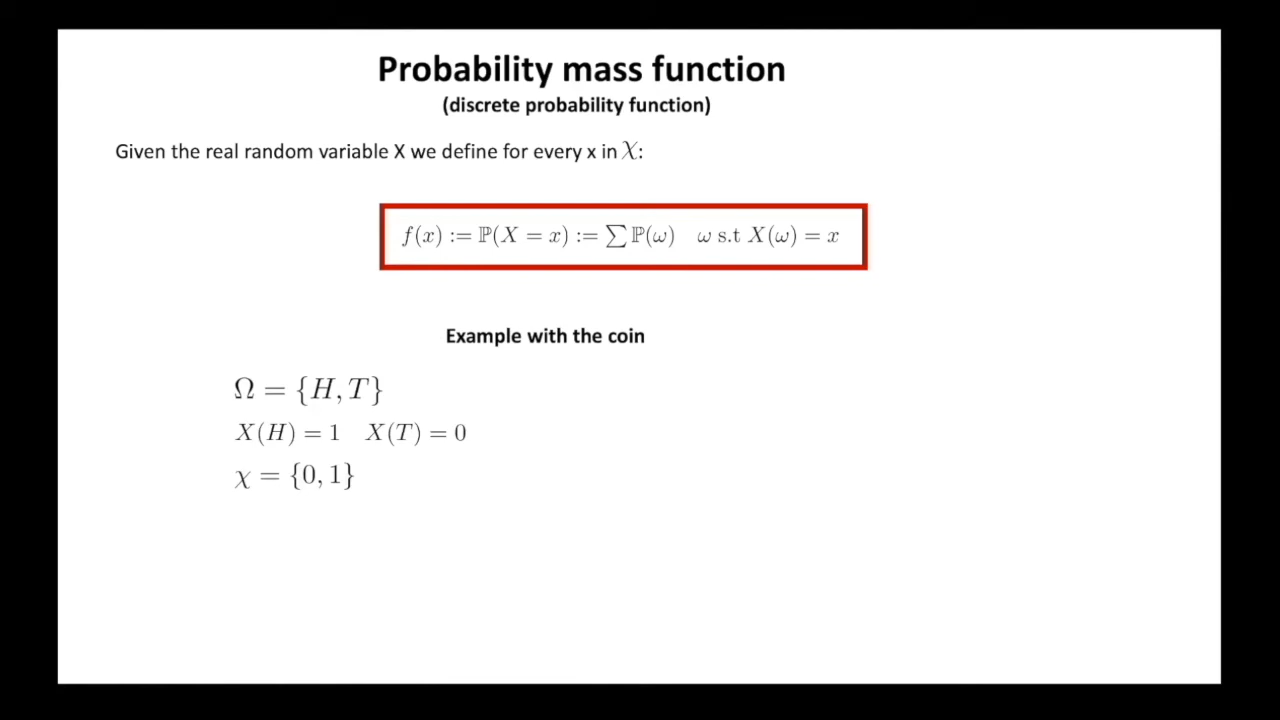 Probability mass function
(discrete probability function)
Given the real random variable X we define for every x in χ:
f(x) := ℙ(X = x) := ∑ ℙ(ω) ω s.t X(ω) = x
Example with the coin
Ω = {H, T}
X(H) = 1 X(T) = 0
χ = {0, 1}